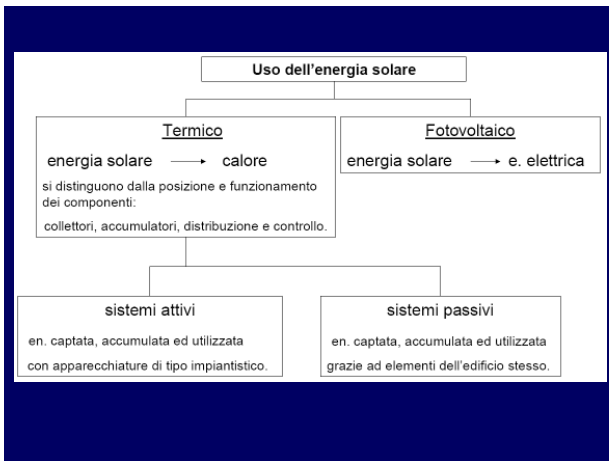 Uso dell'energia solare
Termico
energia solare → calore
si distinguono dalla posizione e funzionamento
dei componenti:
collettori, accumulatori, distribuzione e controllo.
Fotovoltaico
energia solare → e. elettrica
sistemi attivi
en. captata, accumulata ed utilizzata
con apparecchiature di tipo impiantistico.
sistemi passivi
en. captata, accumulata ed utilizzata
grazie ad elementi dell'edificio stesso.